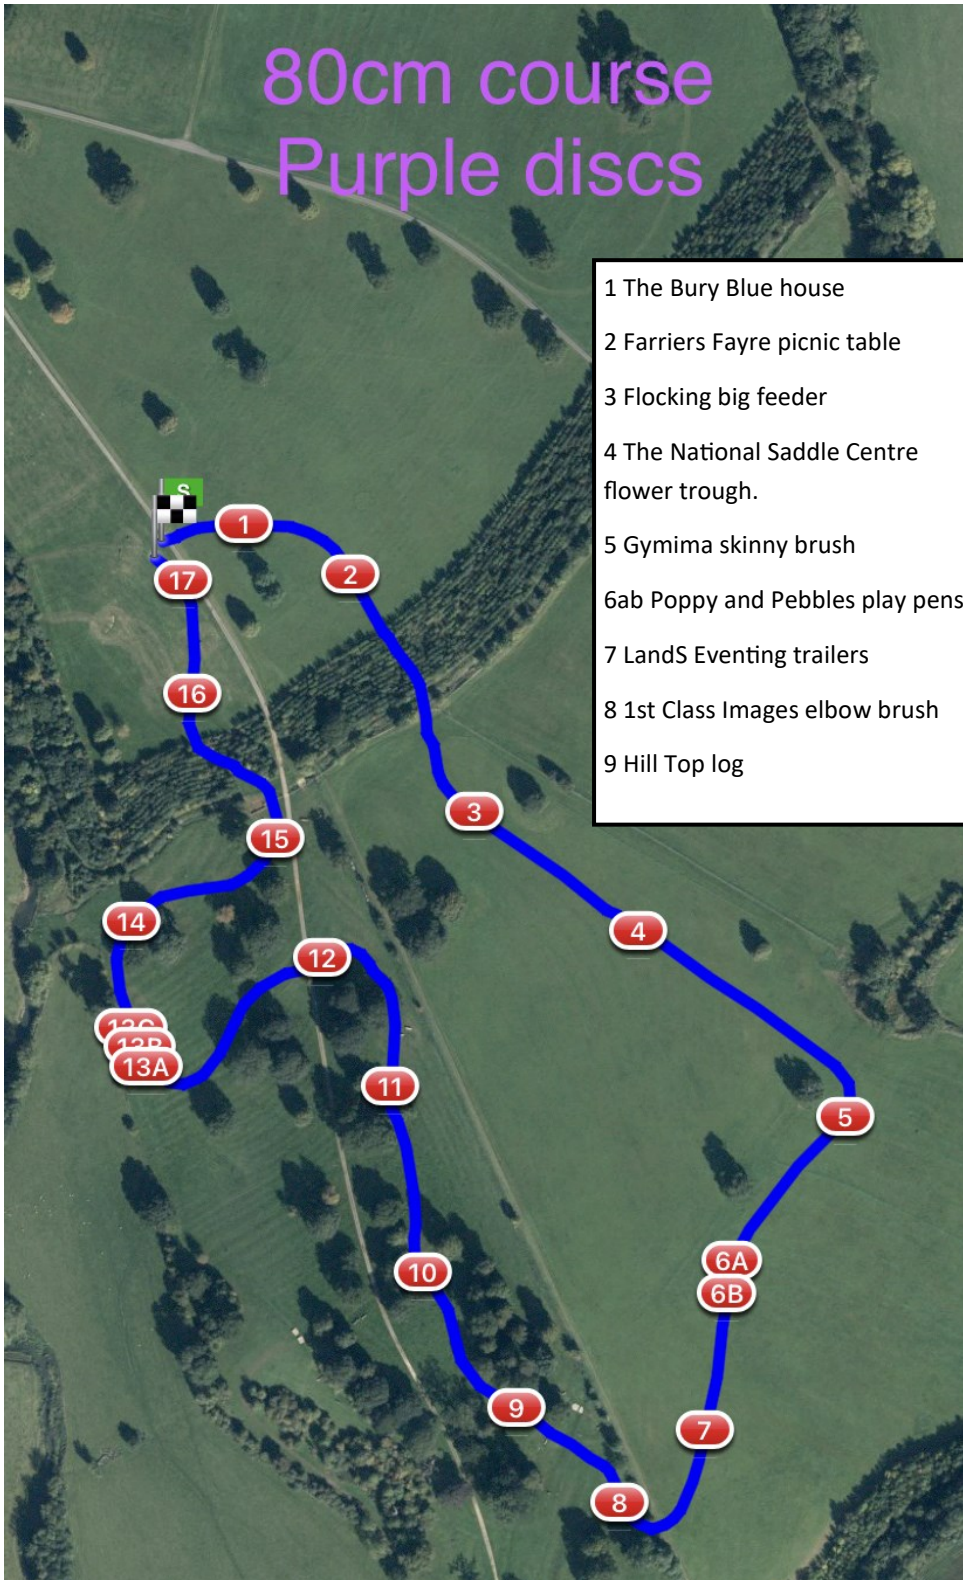 80cm course
Purple discs
1 The Bury Blue house
2 Farriers Fayre picnic table
3 Flocking big feeder
4 The National Saddle Centre
flower trough.
5 Gymima skinny brush
6ab Poppy and Pebbles play pens
7 LandS Eventing trailers
8 1st Class Images elbow brush
9 Hill Top log
S
1
2
17
16
3
15
14
4
12
13C
13B
13A
11
5
6A
10
6B
9
7
8